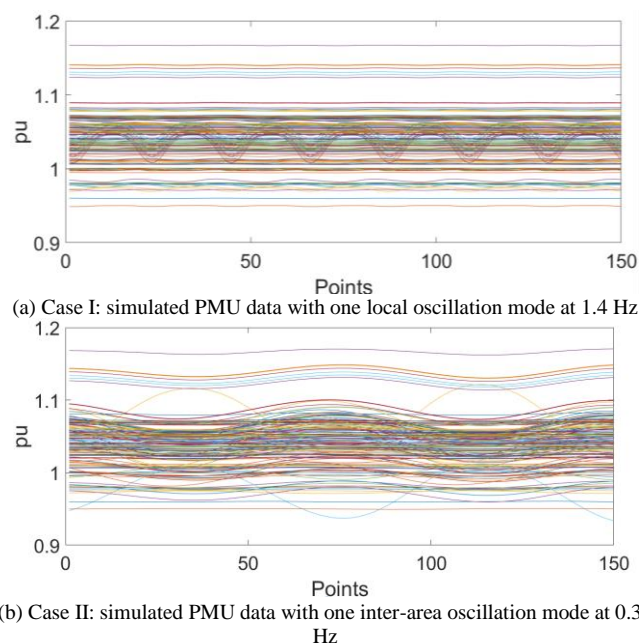 1.2
1.1
1
0.9
pu
0 50 100 150
Points
(a) Case I: simulated PMU data with one local oscillation mode at 1.4 Hz
1.2
1.1
1
0.9
pu
0 50 100 150
Points
(b) Case II: simulated PMU data with one inter-area oscillation mode at 0.3
Hz